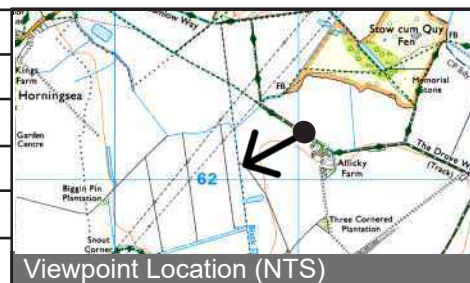 Stow cum Quy
Fen
FB
Kings
Farm
Horningsea
FB
Memorial
Stone
Garden
Centre
The Drove Way
(Track)
Allicky
Farm
62
Biggin Pin
Plantation
Three Cornered
Plantation
Snout
Corner
Viewpoint Location (NTS)